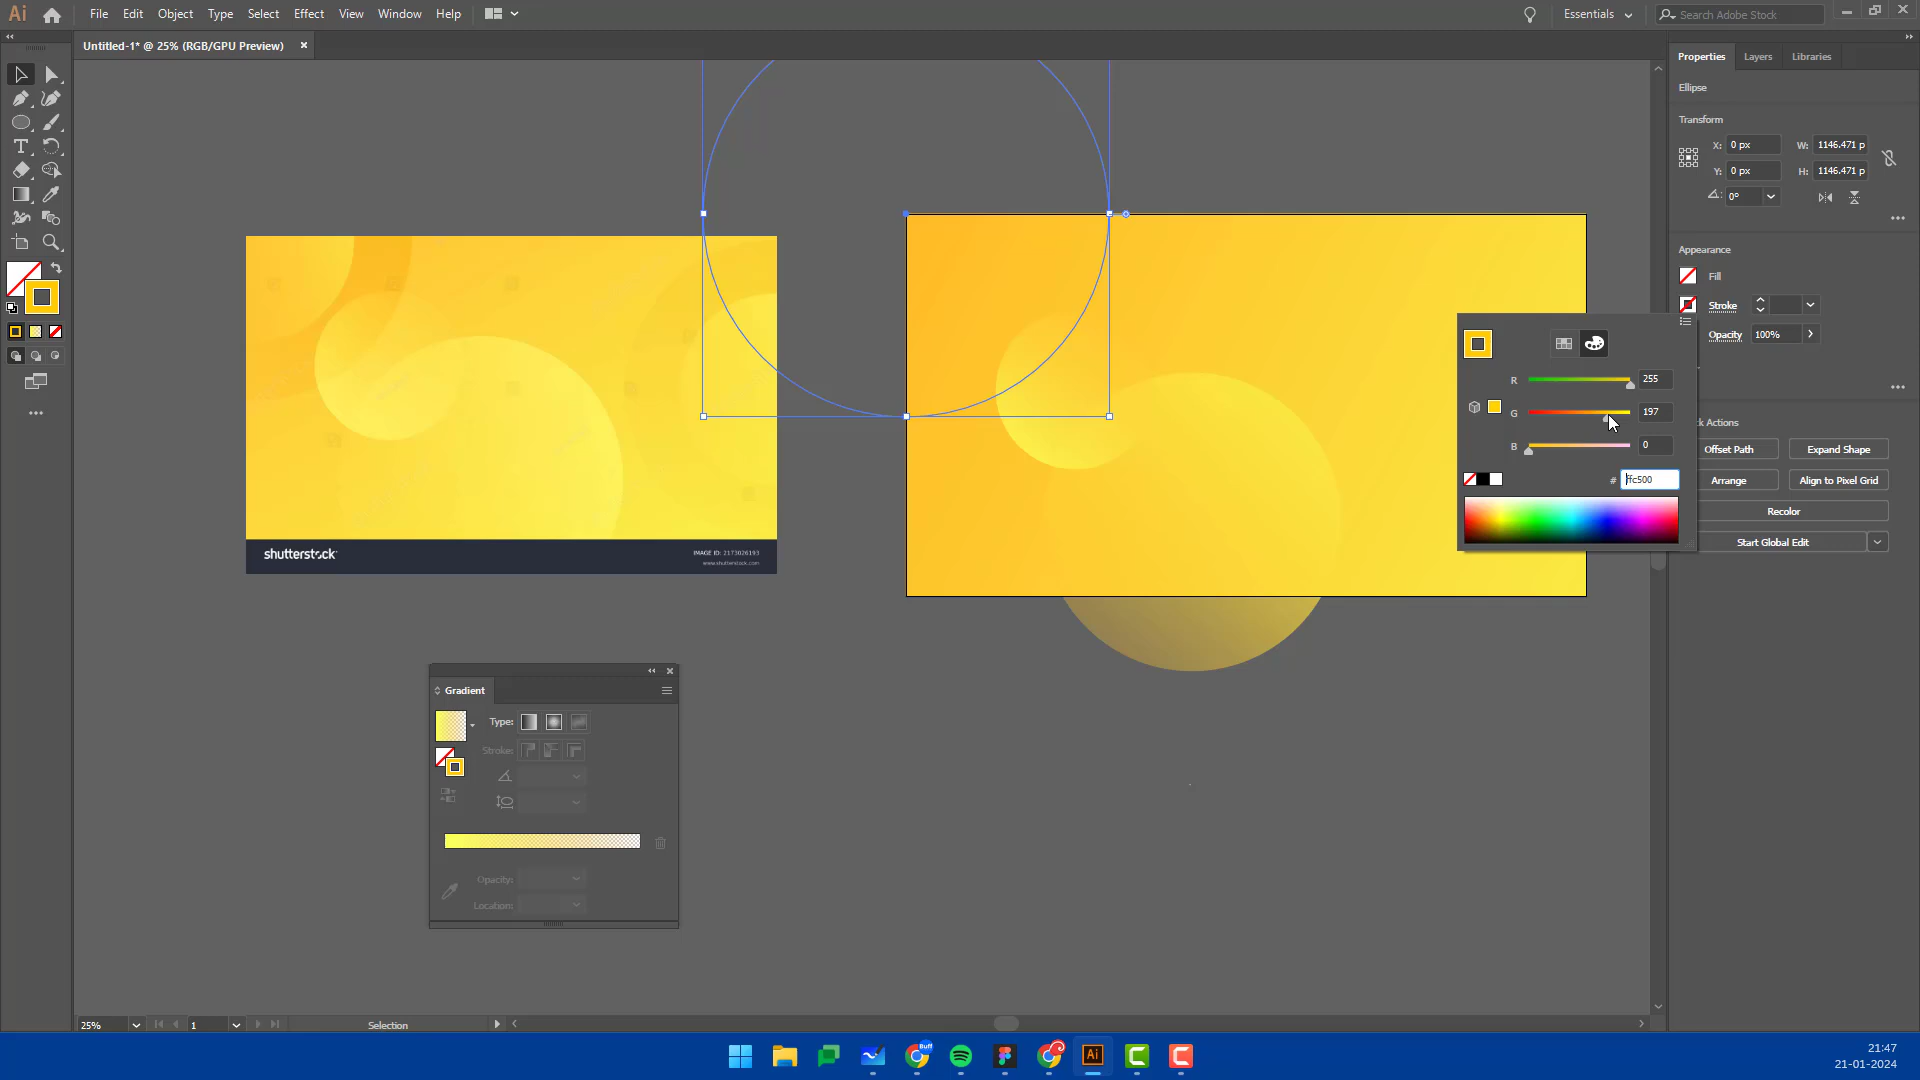 Ai File Edit Object Type Select Effect View Window Help Essentials Search Adobe Stock
Untitled-1* @ 25% (RGB/GPU Preview) ×
Properties Layers Libraries
Ellipse
Transform
X: 0 px W: 1146.471 p
Y: 0 px H: 1146.471 p
0°
Appearance
Fill
Stroke
Opacity 100%
R 255
G 197
B 0
# ffc500
ck Actions
Offset Path Expand Shape
Arrange Align to Pixel Grid
Recolor
Start Global Edit
shutterstock
IMAGE ID: 2173026193
www.shutterstock.com
Gradient
Type:
Stroke:
Opacity:
Location:
25% 1 Selection
Buff
Ai
21:47
21-01-2024